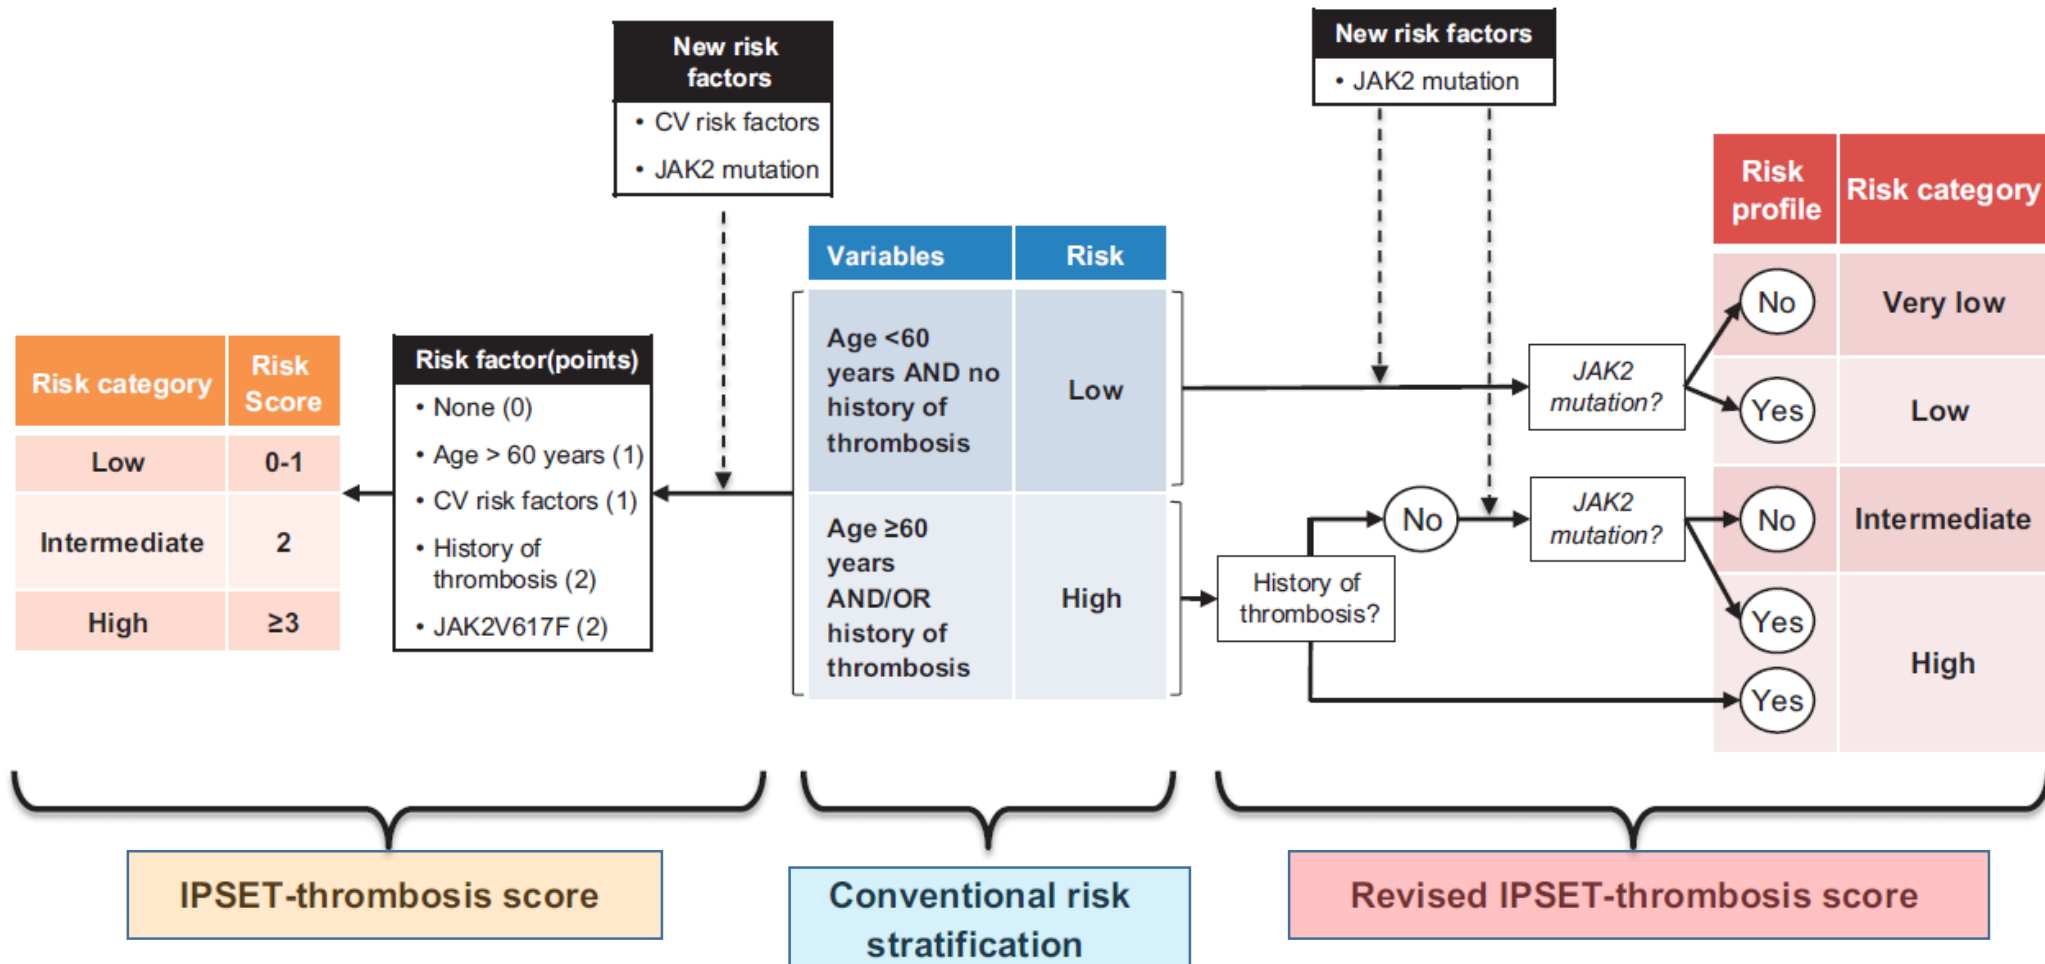 New risk
factors
• CV risk factors
• JAK2 mutation
New risk factors
• JAK2 mutation
Risk category
Risk
Score
Low
0-1
Intermediate
2
High
≥3
Risk factor(points)
• None (0)
• Age > 60 years (1)
• CV risk factors (1)
• History of
thrombosis (2)
• JAK2V617F (2)
Variables
Risk
Age <60
years AND no
history of
thrombosis
Low
Age ≥60
years
AND/OR
history of
thrombosis
High
History of
thrombosis?
No
JAK2
mutation?
JAK2
mutation?
Risk
profile
Risk category
No
Very low
Yes
Low
No
Intermediate
Yes
Yes
High
IPSET-thrombosis score
Conventional risk
stratification
Revised IPSET-thrombosis score